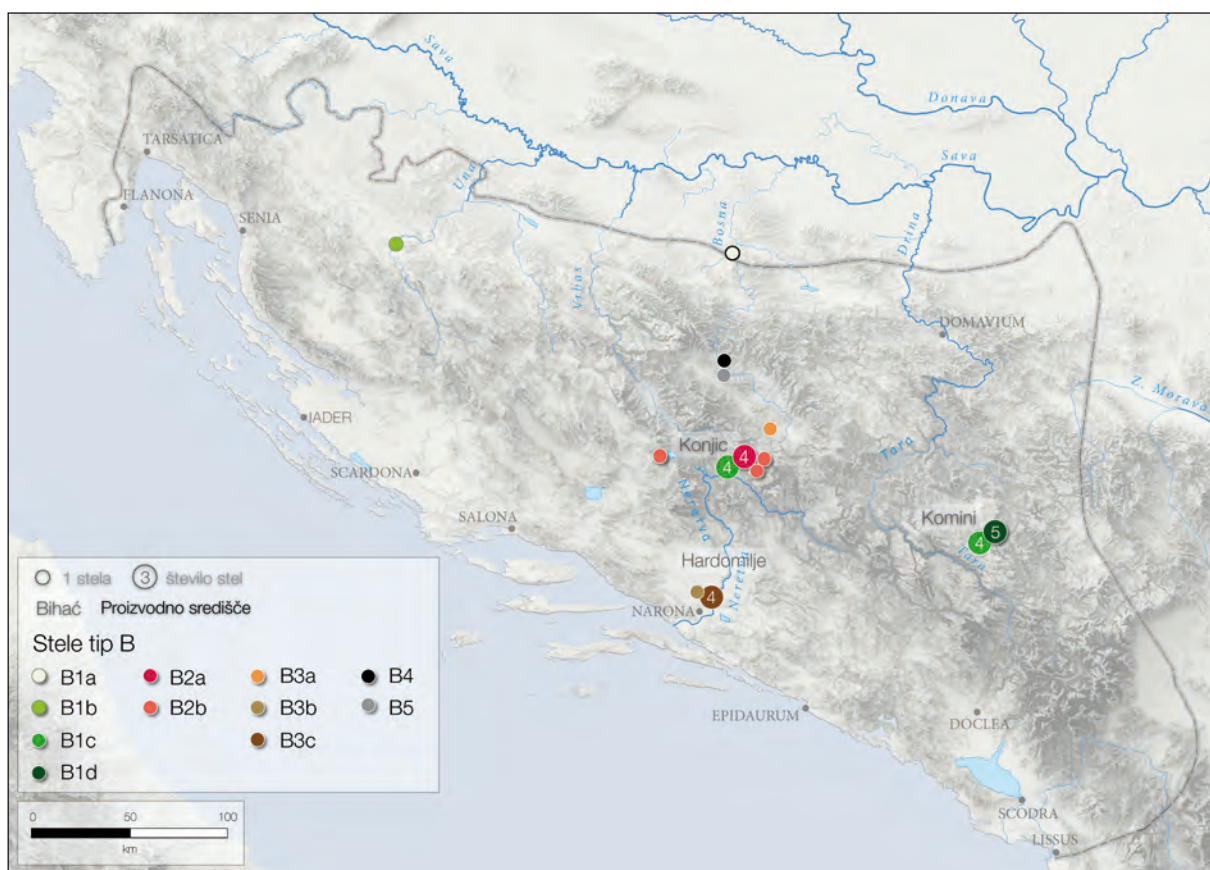 Sava
Donava
TARSATICA
Sava
Una
FLANONA
SENIA
Bosna
Drina
Vrbas
DOMAVIUM
Z. Morava
IADER
Konjic
4
4
Tara
SCARDONA
Neretva
SALONA
Komini
5
4
Tara
Hardomilje
4
Neretva
NARONA
1 stela
3
število stel
Bihać Proizvodno središče
Stele tip B
B1a B2a B3a B4
B1b B2b B3b B5
B1c B3c
B1d
EPIDAURUM
DOCLEA
0 50 100
km
SCODRA
LISSUS